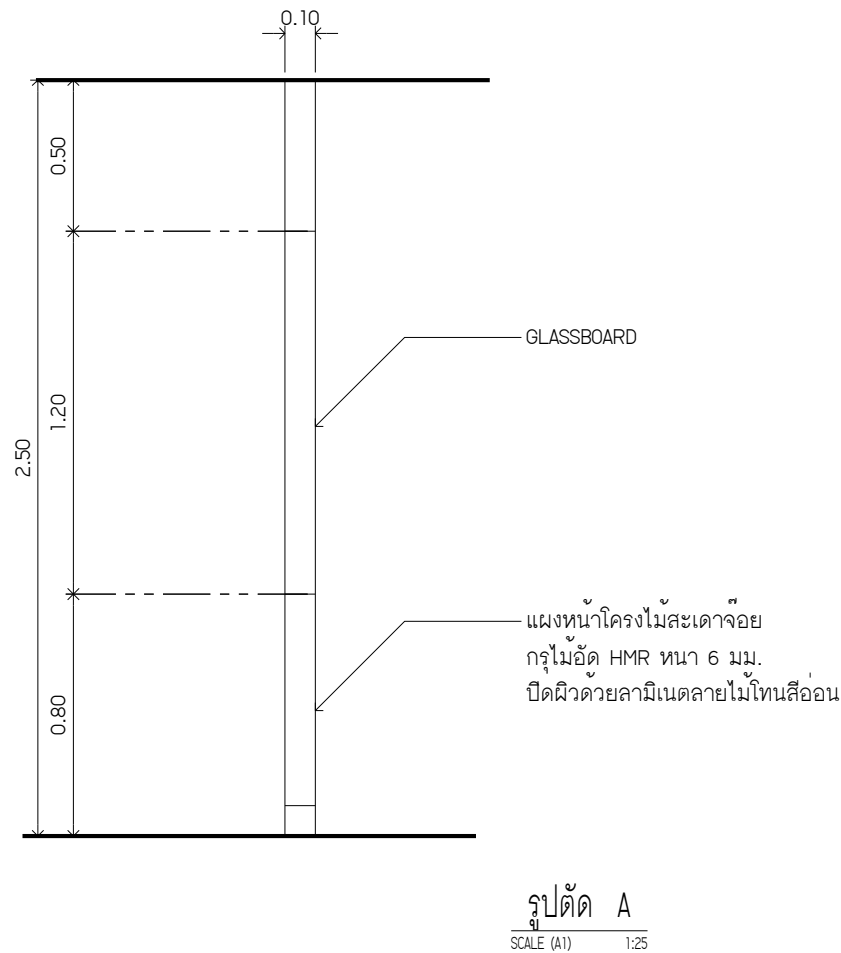 0.10
0.50
GLASSBOARD
1.20
2.50
แผงหน้าโครงไม้สะเดาจ๊อย
กรุไม้อัด HMR หนา 6 มม.
ปิดผิวด้วยลามิเนตลายไม้โทนสีอ่อน
0.80
รูปตัด A
SCALE (A1) 1:25